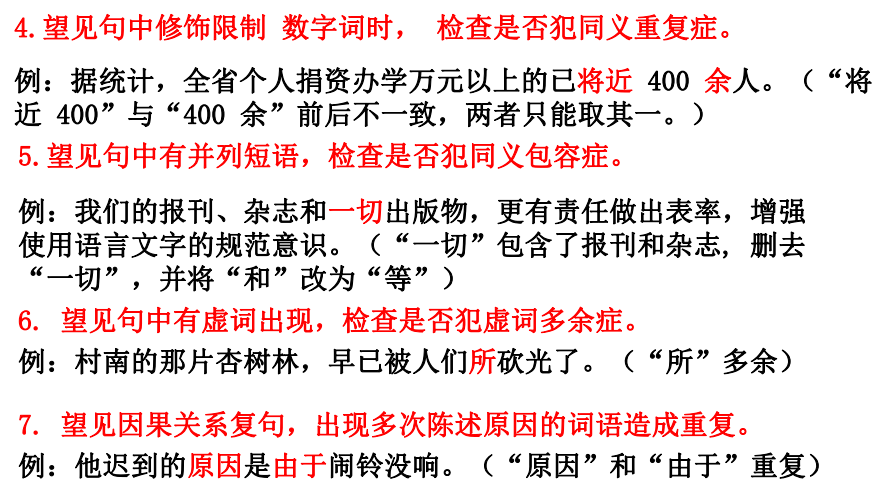 4.望见句中修饰限制 数字词时， 检查是否犯同义重复症。
例：据统计，全省个人捐资办学万元以上的已将近 400 余人。（“将
近 400”与“400 余”前后不一致，两者只能取其一。）
5.望见句中有并列短语，检查是否犯同义包容症。
例：我们的报刊、杂志和一切出版物，更有责任做出表率，增强
使用语言文字的规范意识。（“一切”包含了报刊和杂志, 删去
“一切”，并将“和”改为“等”）
6. 望见句中有虚词出现，检查是否犯虚词多余症。
例：村南的那片杏树林，早已被人们所砍光了。（“所”多余）
7. 望见因果关系复句，出现多次陈述原因的词语造成重复。
例：他迟到的原因是由于闹铃没响。（“原因”和“由于”重复）